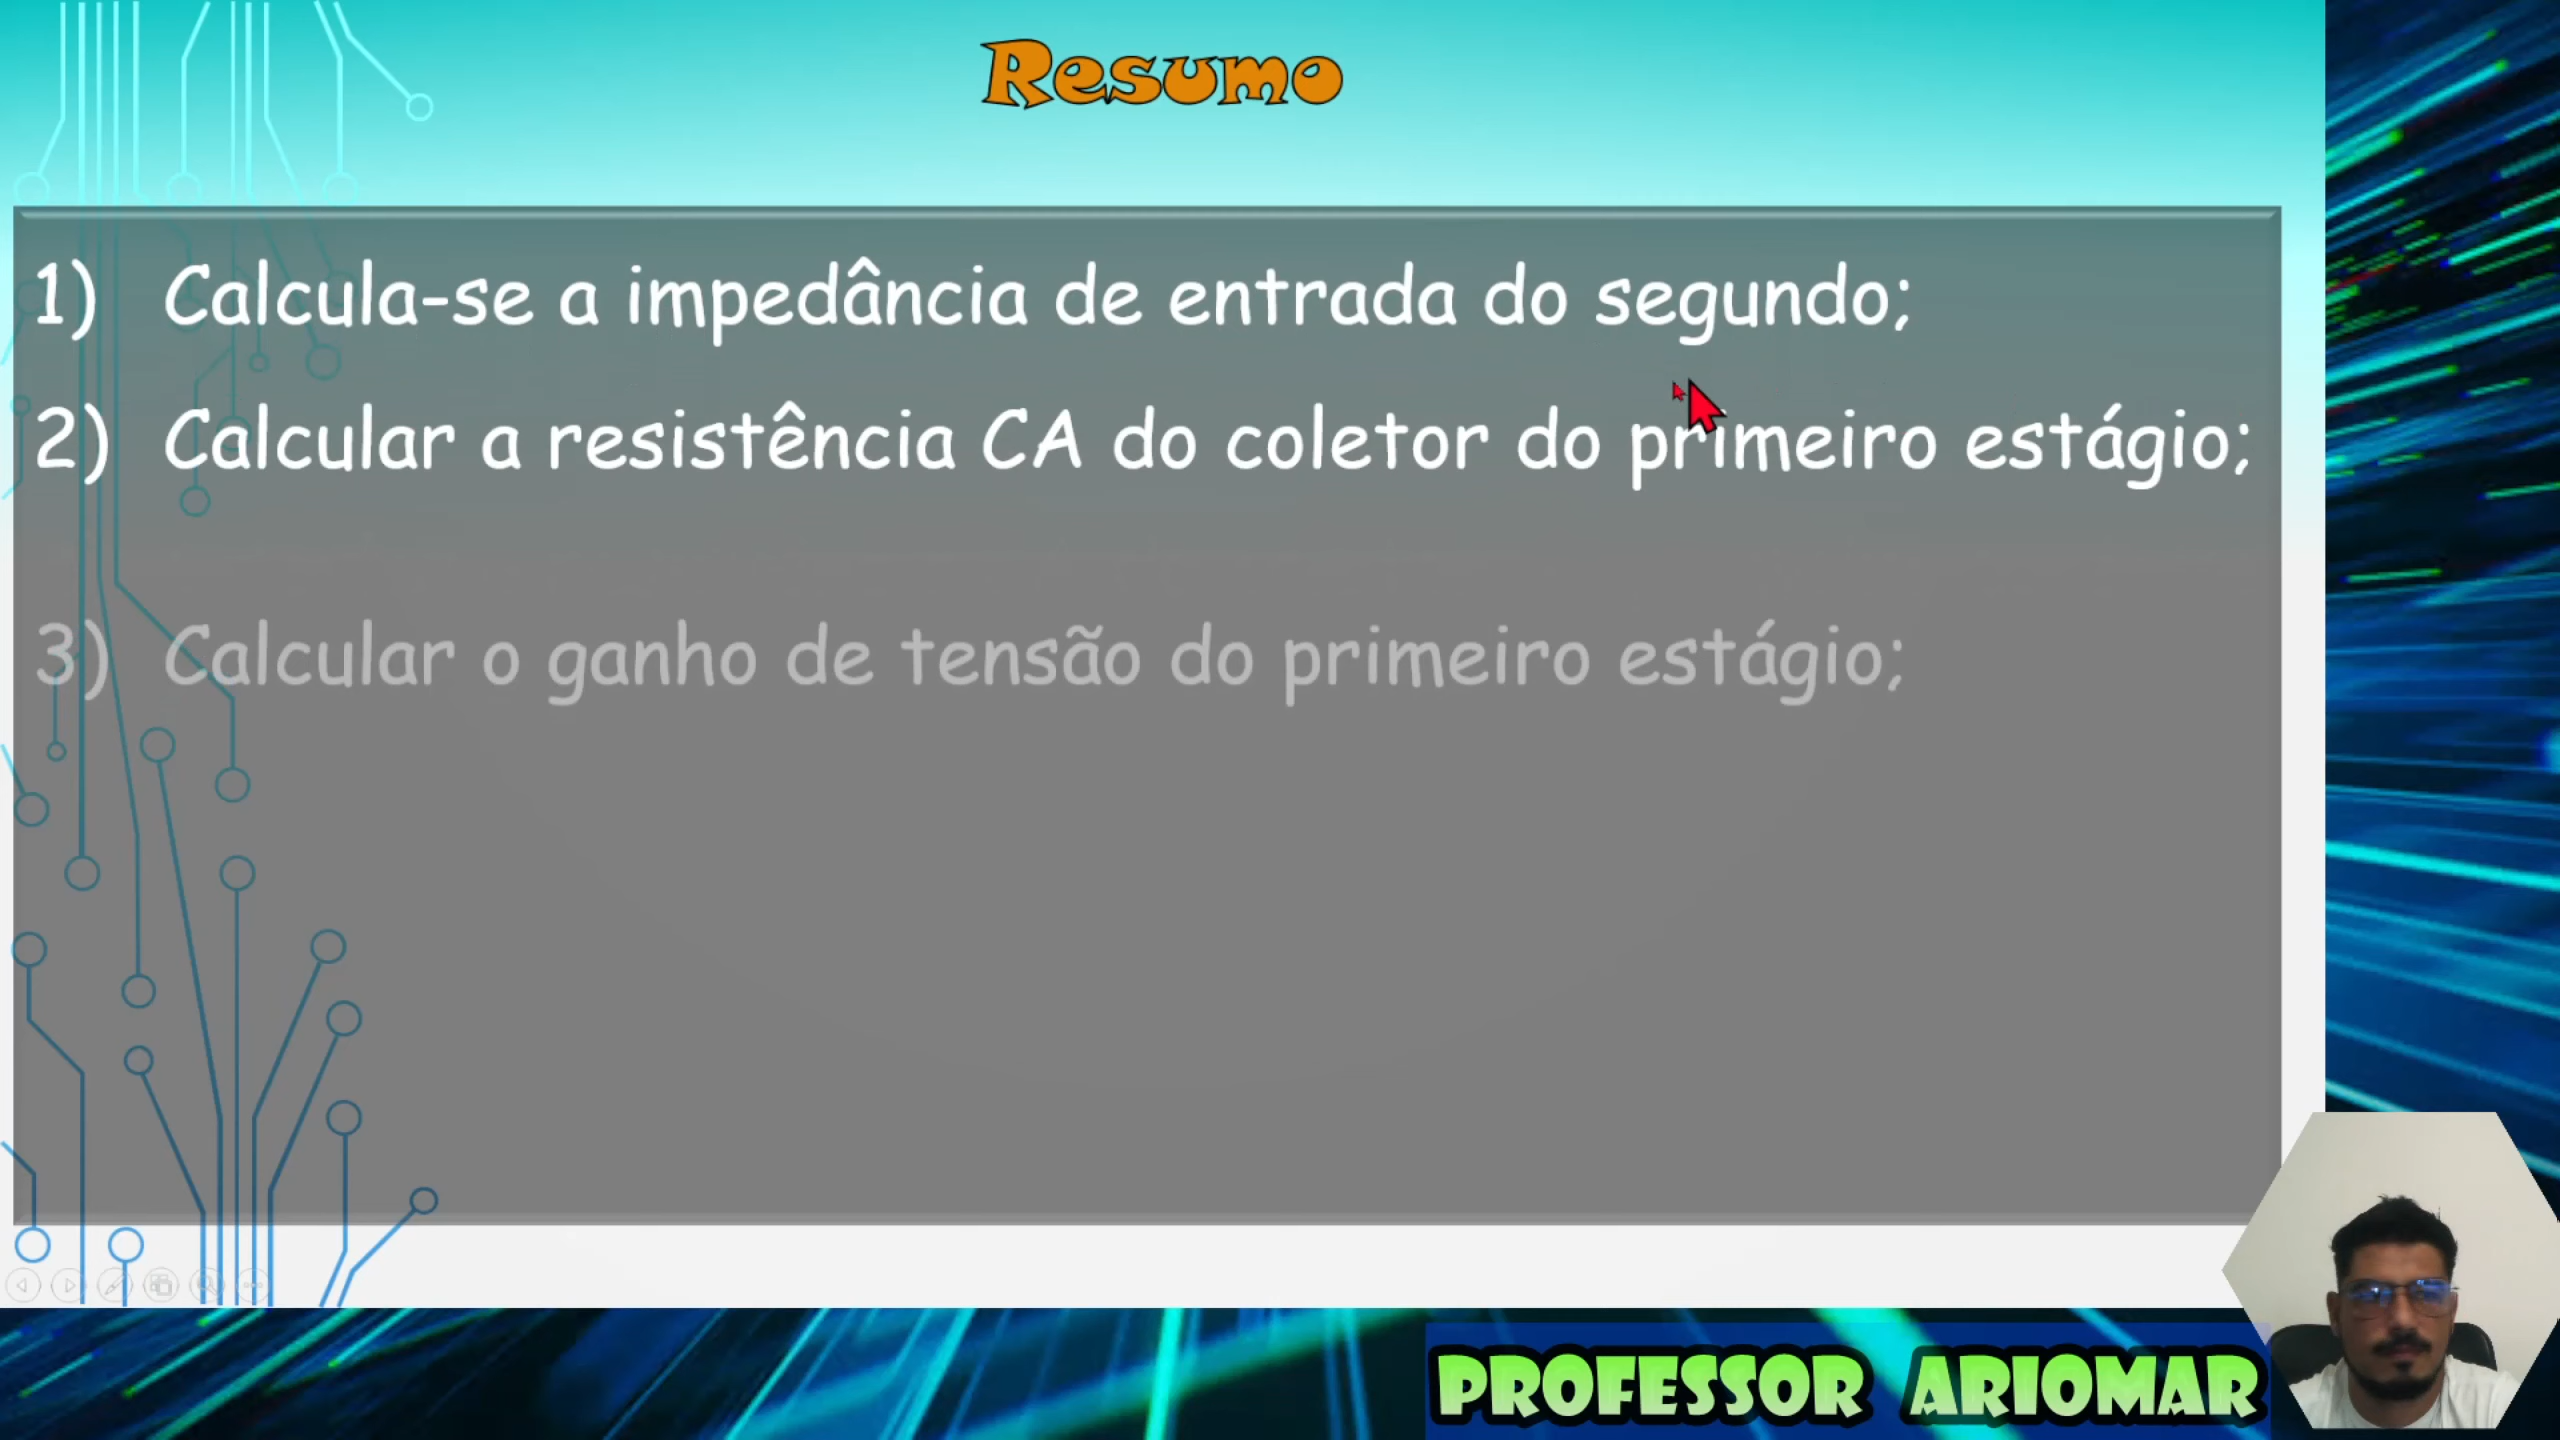 Resumo
1) Calcula-se a impedância de entrada do segundo;
2) Calcular a resistência CA do coletor do primeiro estágio;
3) Calcular o ganho de tensão do primeiro estágio;
PROFESSOR ARIOMAR